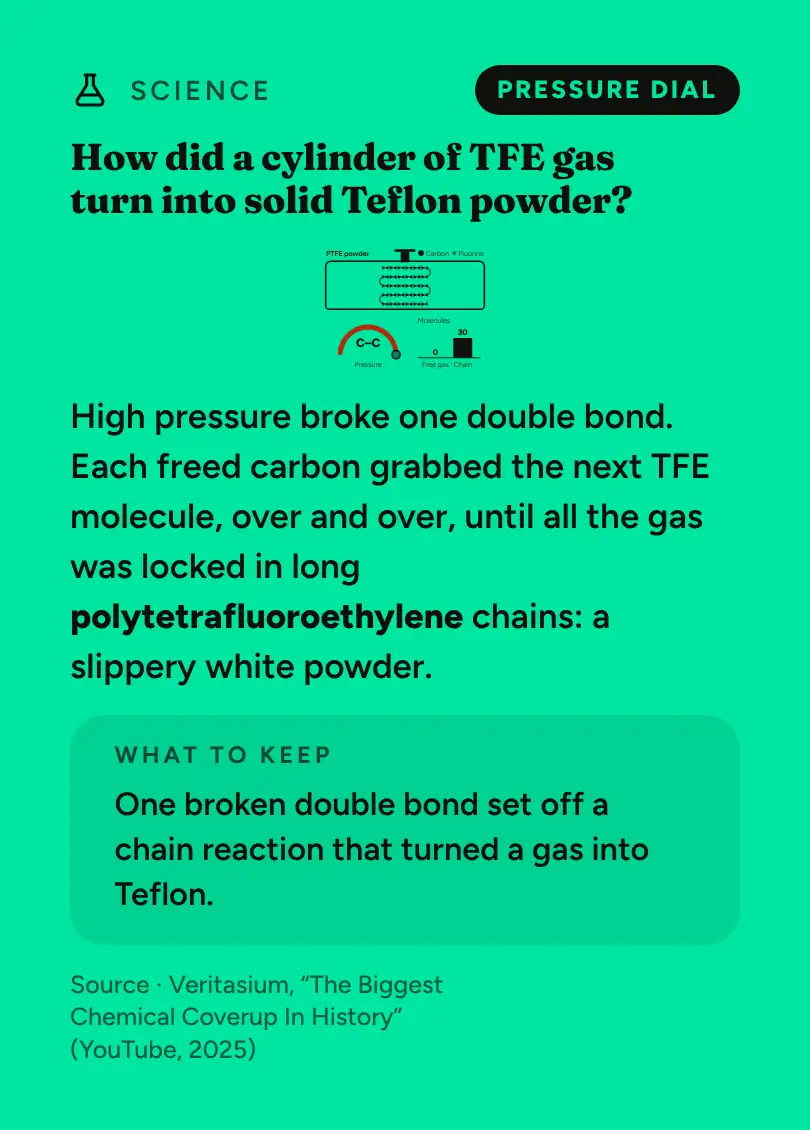 SCIENCE
PRESSURE DIAL
How did a cylinder of TFE gas
turn into solid Teflon powder?
PTFE powder
Carbon
Fluorine
Molecules
C–C
Pressure
0
30
Free gas
Chain
High pressure broke one double bond.
Each freed carbon grabbed the next TFE
molecule, over and over, until all the gas
was locked in long
polytetrafluoroethylene chains: a
slippery white powder.
WHAT TO KEEP
One broken double bond set off a
chain reaction that turned a gas into
Teflon.
Source · Veritasium, “The Biggest
Chemical Coverup In History”
(YouTube, 2025)